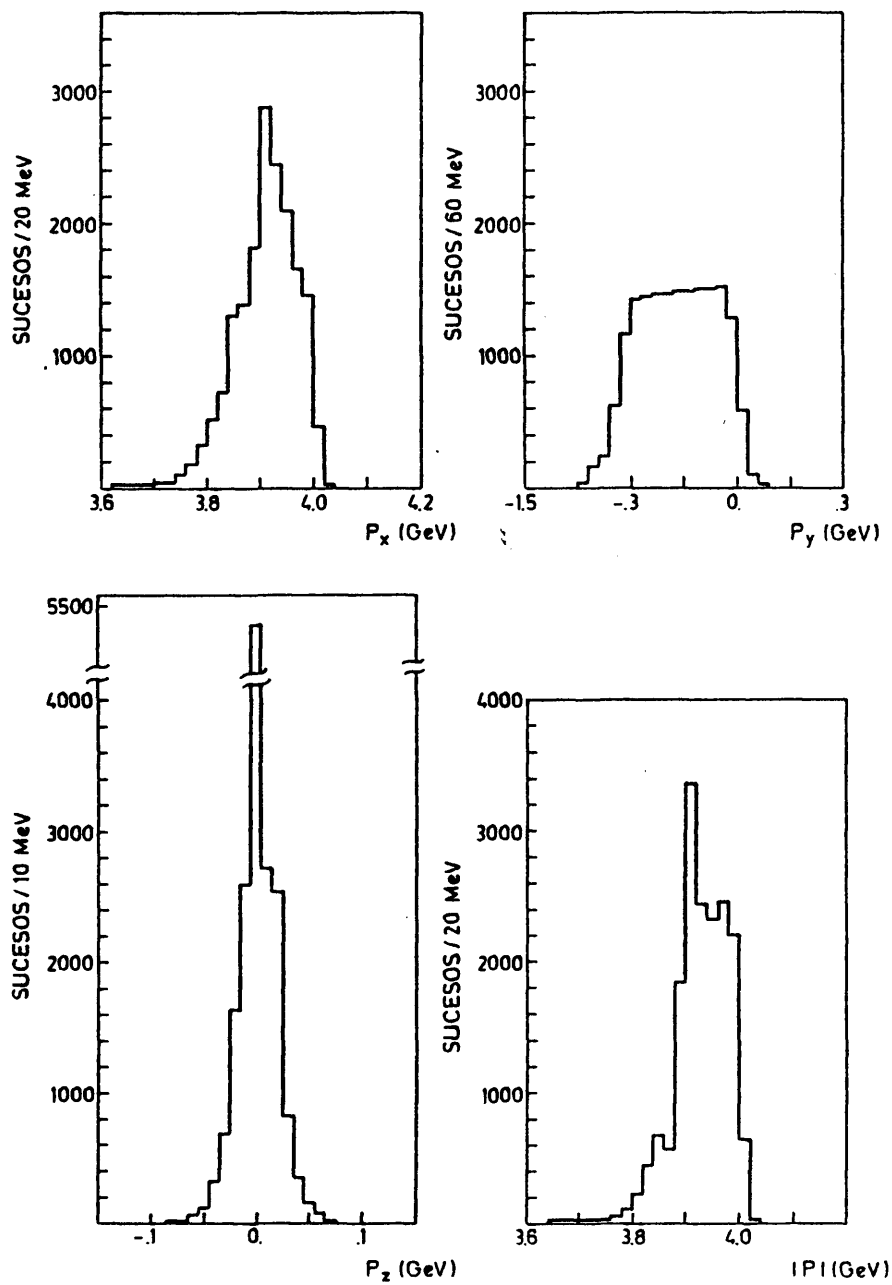 SUCESOS / 20 MeV
3000
2000
1000
3.6 3.8 4.0 4.2
Px (GeV)
SUCESOS / 60 MeV
3000
2000
1000
-1.5 -.3 0. .3
Py (GeV)
SUCESOS / 10 MeV
5500
4000
3000
2000
1000
-.1 0. .1
Pz (GeV)
SUCESOS / 20 MeV
4000
3000
2000
1000
3.6 3.8 4.0
|P| (GeV)